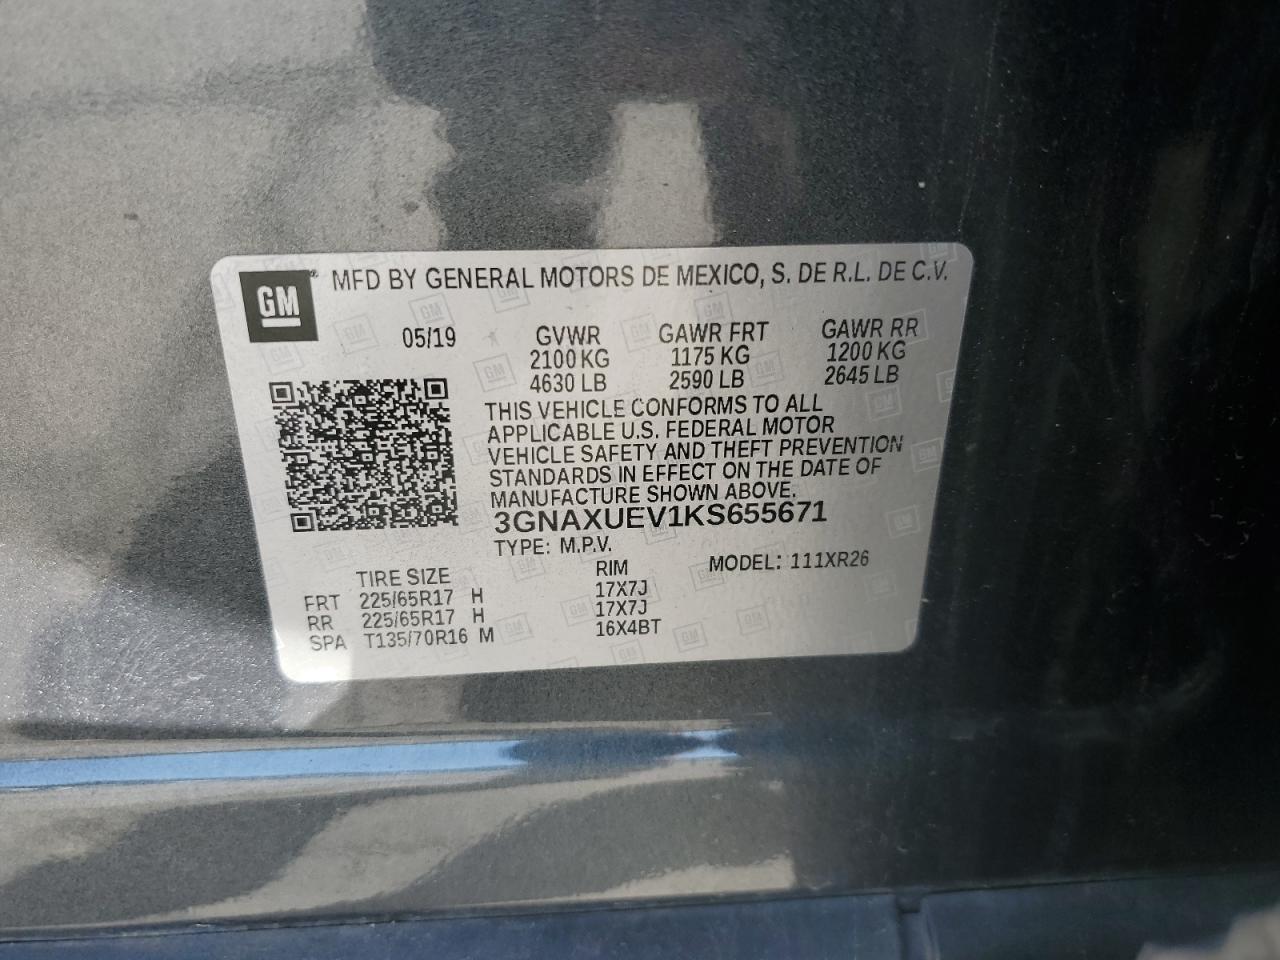 GM
MFD BY GENERAL MOTORS DE MEXICO, S. DE R.L. DE C.V.
05/19 GVWR GAWR FRT GAWR RR
2100 KG 1175 KG 1200 KG
4630 LB 2590 LB 2645 LB
THIS VEHICLE CONFORMS TO ALL
APPLICABLE U.S. FEDERAL MOTOR
VEHICLE SAFETY AND THEFT PREVENTION
STANDARDS IN EFFECT ON THE DATE OF
MANUFACTURE SHOWN ABOVE.
3GNAXUEV1KS655671
TYPE: M.P.V.
TIRE SIZE RIM MODEL: 111XR26
FRT 225/65R17 H 17X7J
RR 225/65R17 H 17X7J
SPA T135/70R16 M 16X4BT